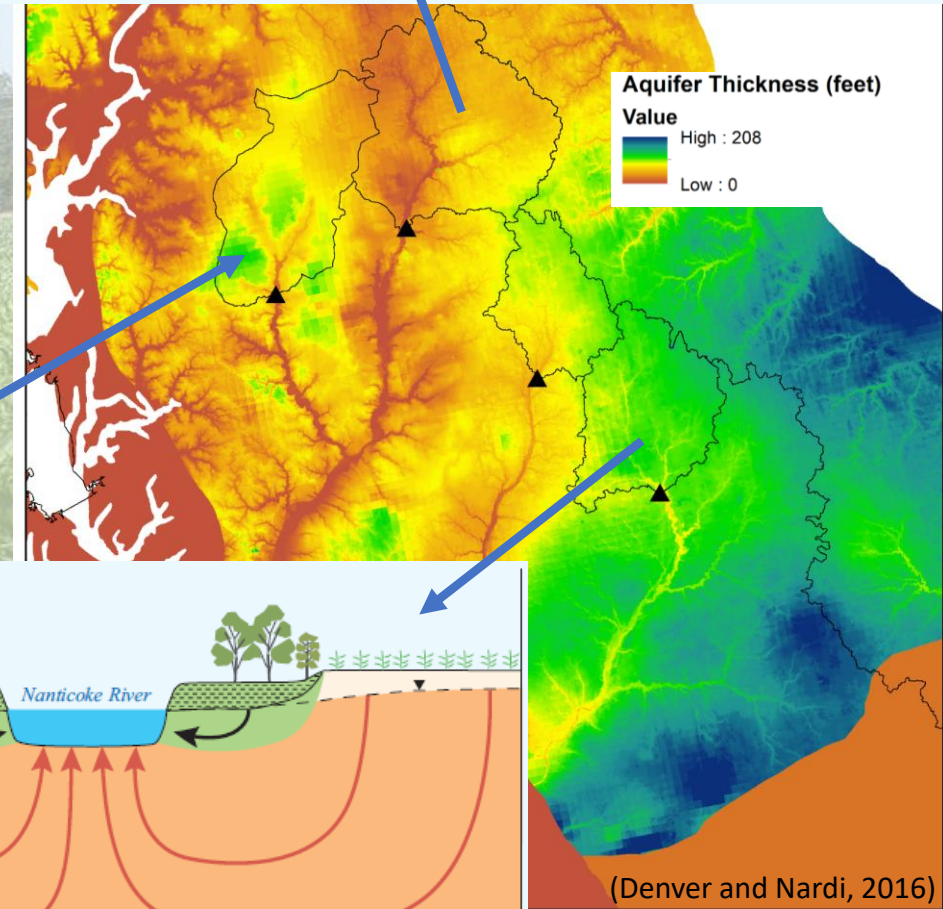 Aquifer Thickness (feet)
Value
High : 208
Low : 0
Nanticoke River
(Denver and Nardi, 2016)